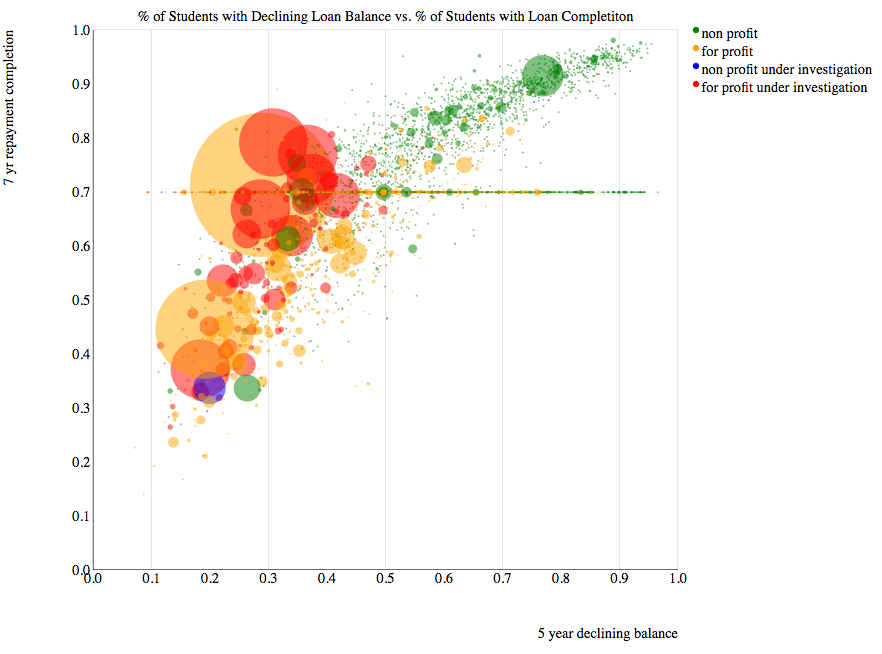 % of Students with Declining Loan Balance vs. % of Students with Loan Completiton
7 yr repayment completion
1.0
0.9
0.8
0.7
0.6
0.5
0.4
0.3
0.2
0.1
0.0
0.0 0.1 0.2 0.3 0.4 0.5 0.6 0.7 0.8 0.9 1.0
5 year declining balance
non profit
for profit
non profit under investigation
for profit under investigation